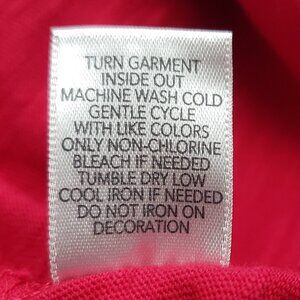 TURN GARMENT
INSIDE OUT
MACHINE WASH COLD
GENTLE CYCLE
WITH LIKE COLORS
ONLY NON-CHLORINE
BLEACH IF NEEDED
TUMBLE DRY LOW
COOL IRON IF NEEDED
DO NOT IRON ON
DECORATION